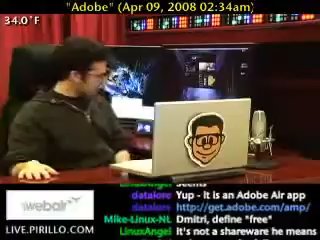 "Adobe" (Apr 09, 2008 02:34am)
34.0°F
LinuxAngel Seems
datalore Yup - it is an Adobe Air app
datalore http://get.adobe.com/amp/
Mike-Linux-NL Dmitri, define "free"
LinuxAngel It's not a shareware he means
webair
LIVE.PIRILLO.COM